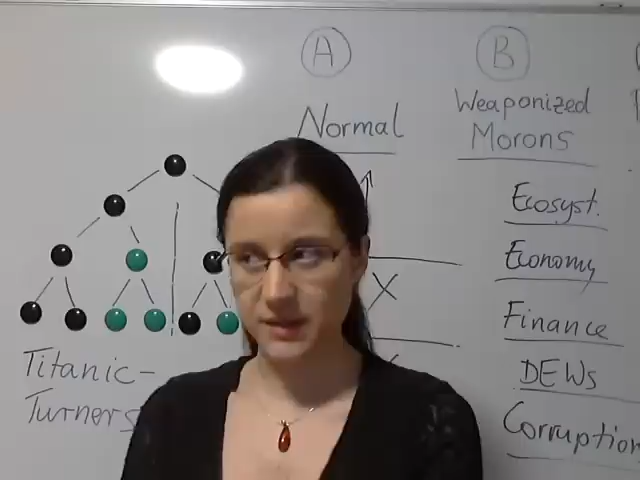 A
B
Normal
Weaponized
Morons
Ecosyst.
Economy
X
Finance
DEWs
Corruption
Titanic-
Turners